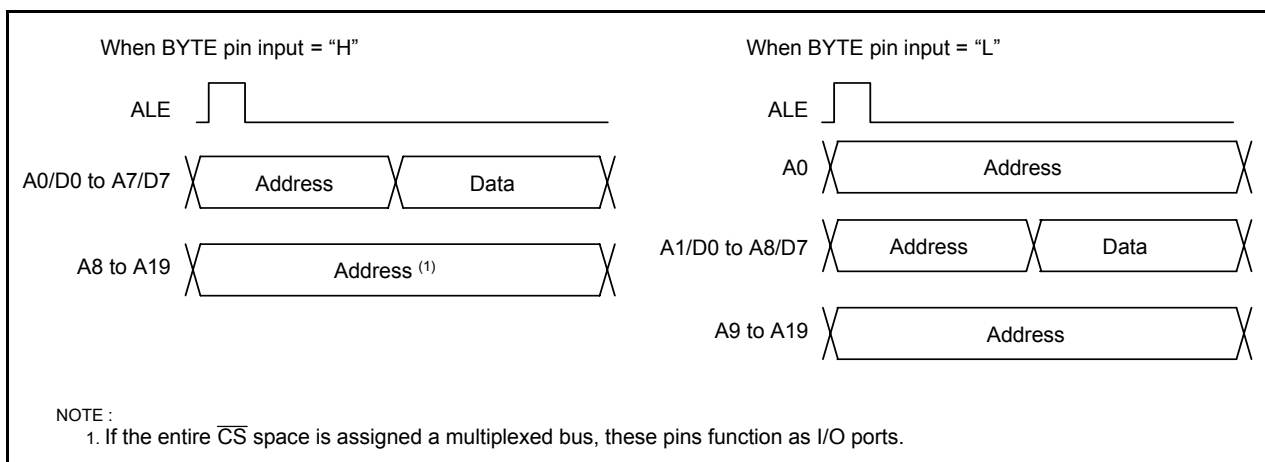 When BYTE pin input = “H”
ALE
A0/D0 to A7/D7
Address
Data
A8 to A19
Address (1)
When BYTE pin input = “L”
ALE
A0
Address
A1/D0 to A8/D7
Address
Data
A9 to A19
Address
NOTE :
1. If the entire C̅S̅ space is assigned a multiplexed bus, these pins function as I/O ports.